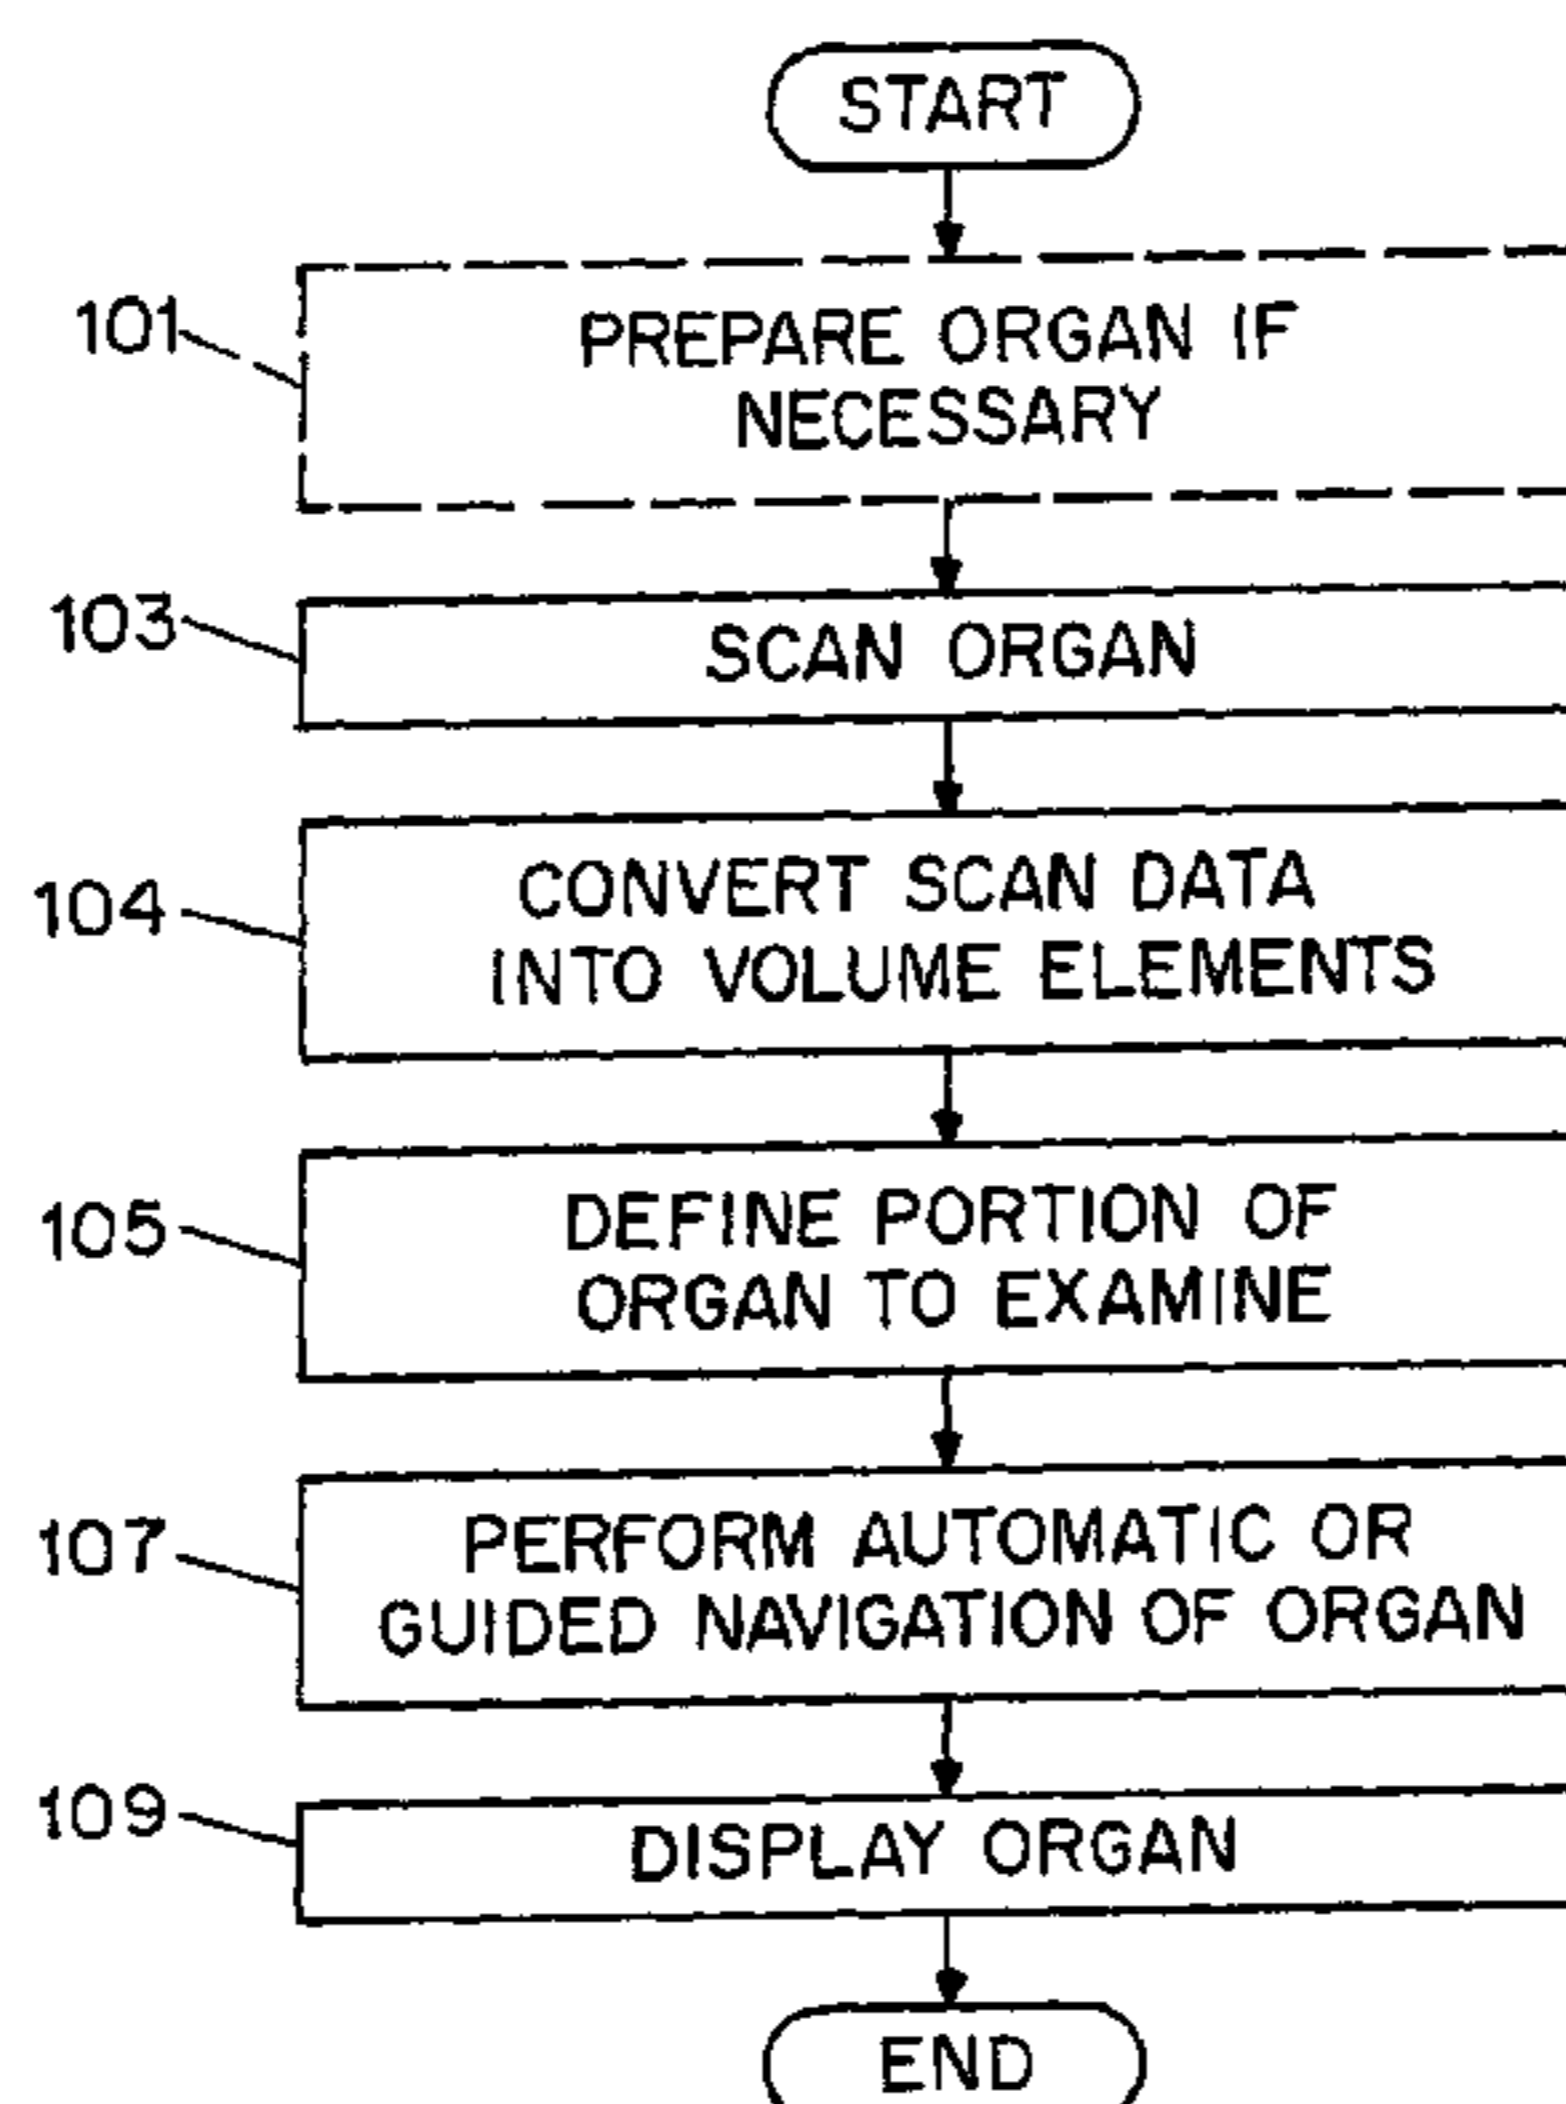 START
101
PREPARE ORGAN IF
NECESSARY
103
SCAN ORGAN
104
CONVERT SCAN DATA
INTO VOLUME ELEMENTS
105
DEFINE PORTION OF
ORGAN TO EXAMINE
107
PERFORM AUTOMATIC OR
GUIDED NAVIGATION OF ORGAN
109
DISPLAY ORGAN
END